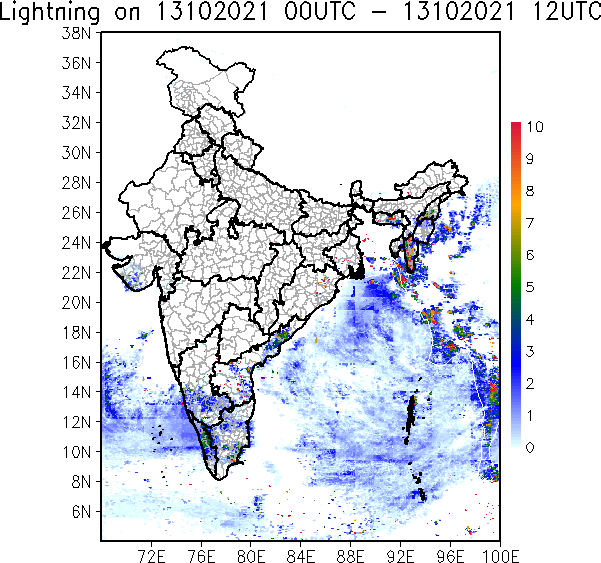 Lightning on 13102021 00UTC – 13102021 12UTC
38N
36N
34N
32N
30N
28N
26N
24N
22N
20N
18N
16N
14N
12N
10N
8N
6N
72E 76E 80E 84E 88E 92E 96E 100E
10
9
8
7
6
5
4
3
2
1
0